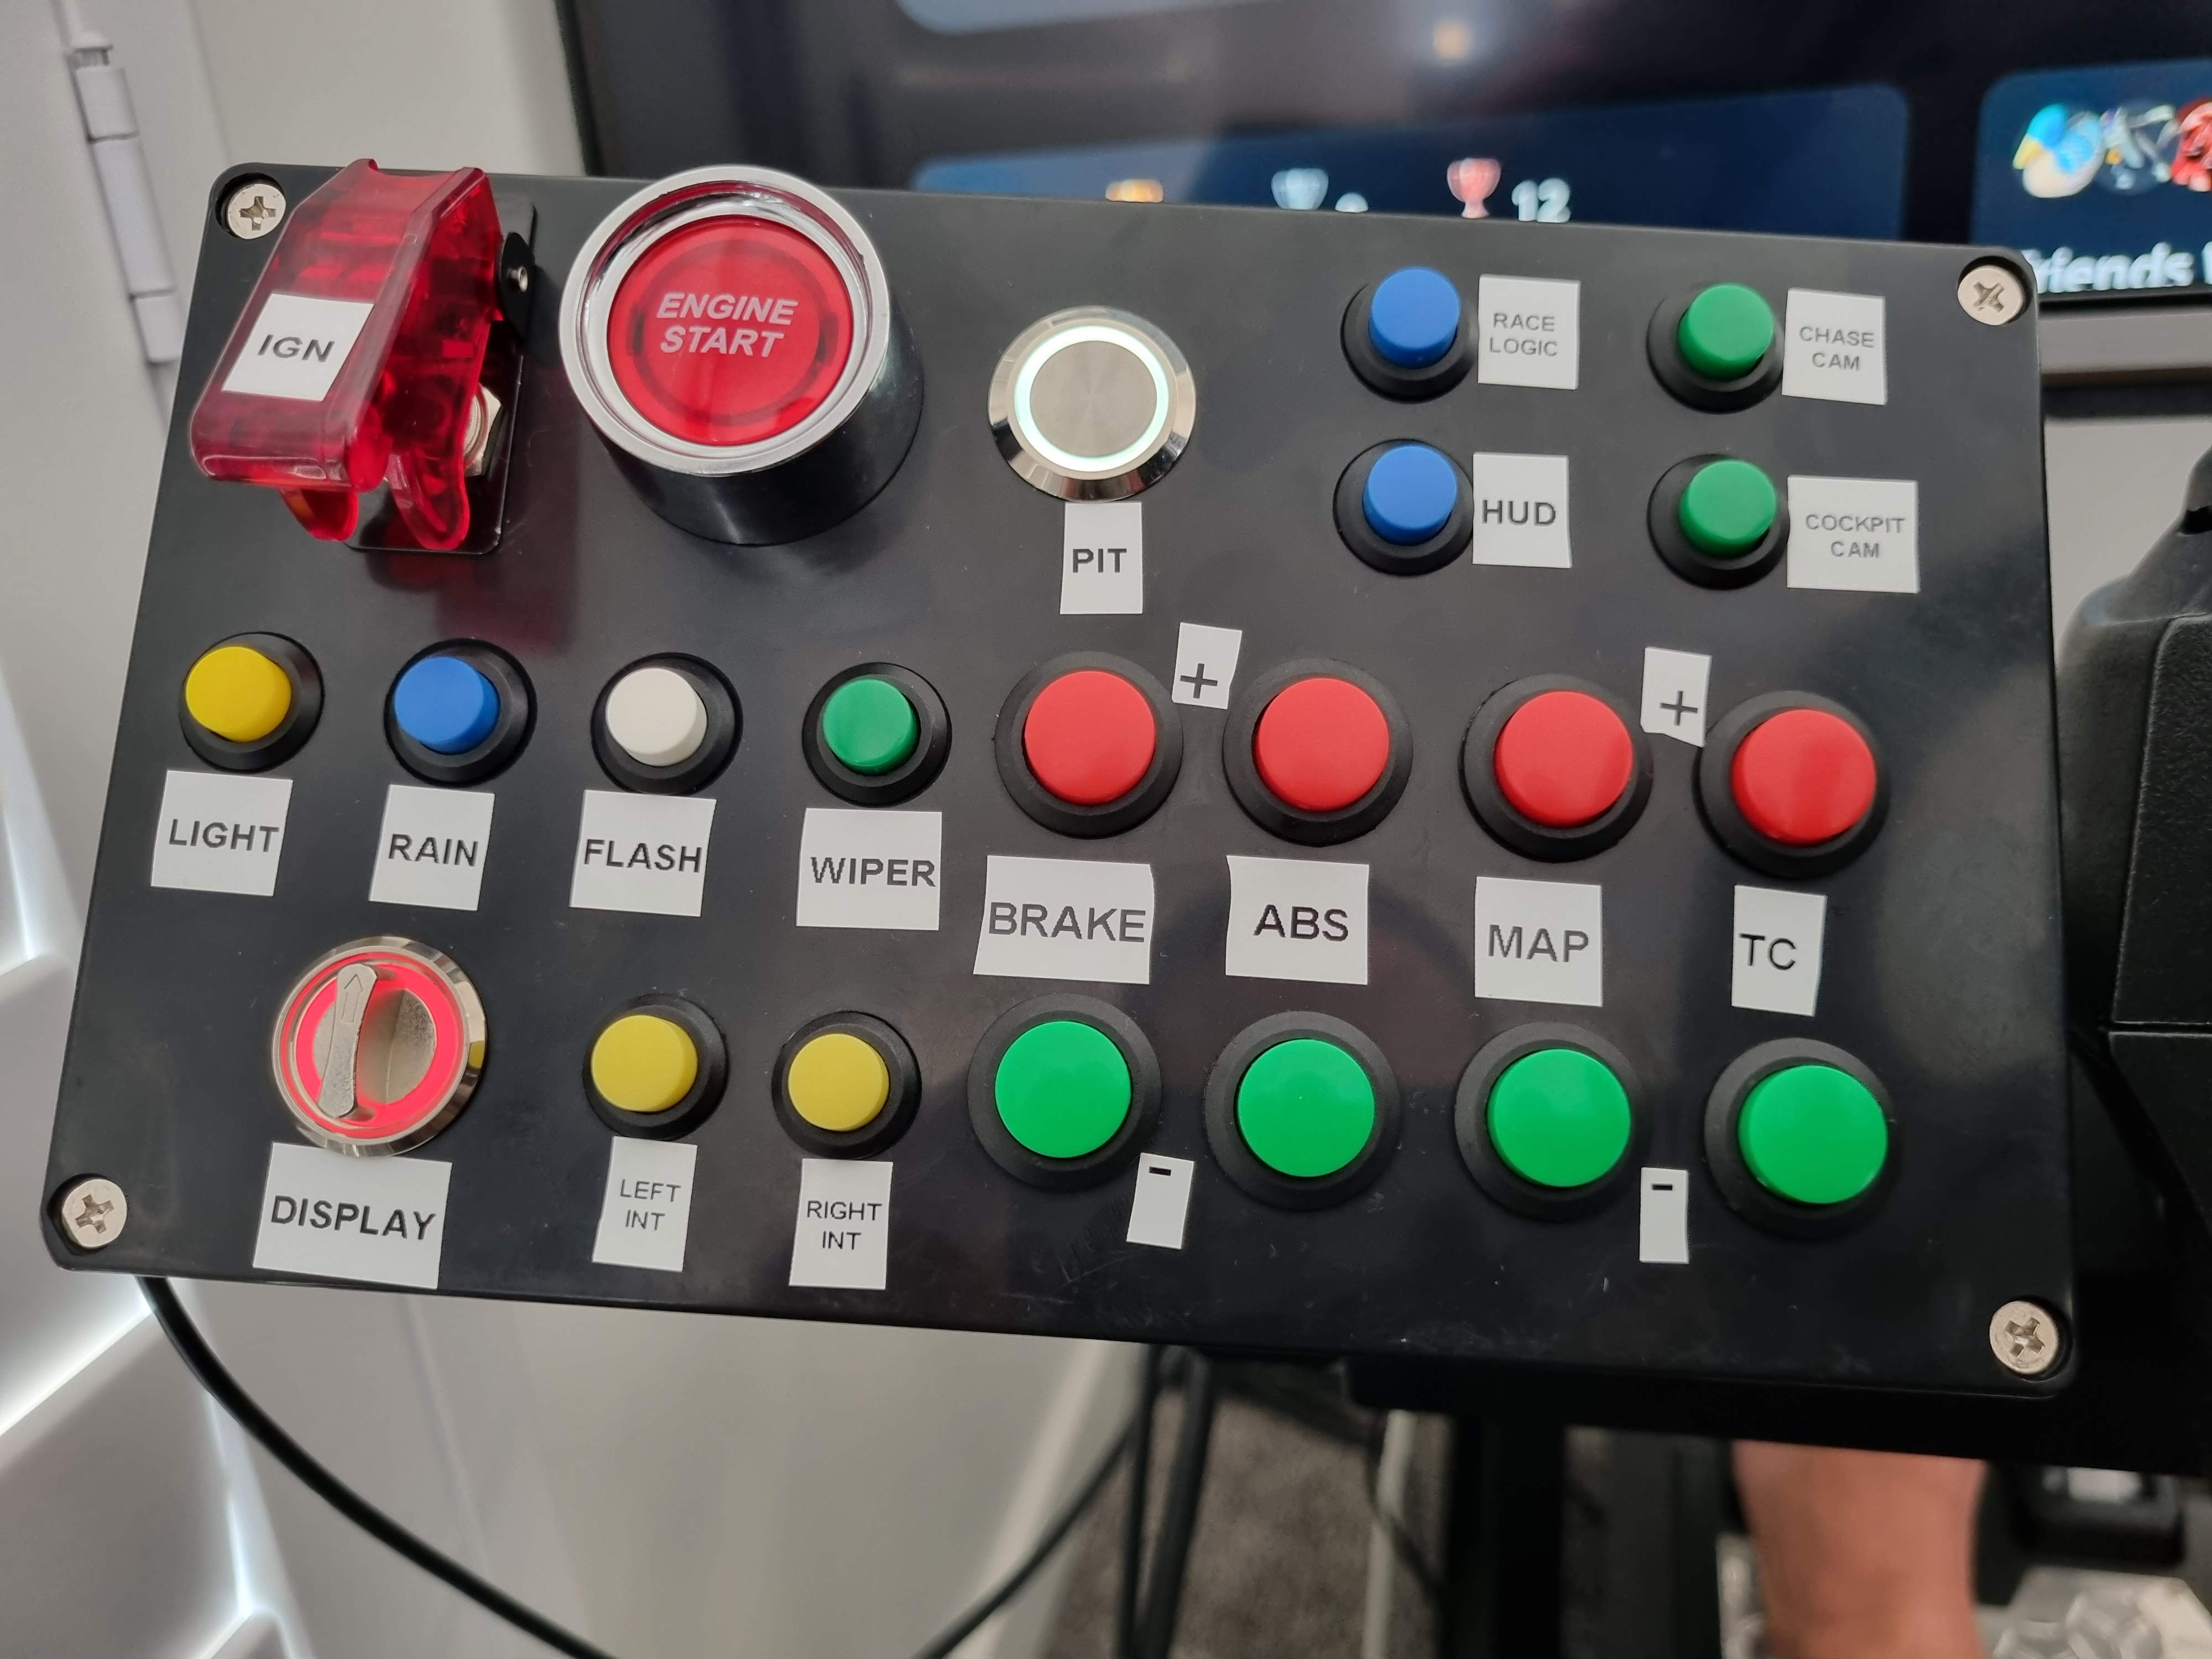 12
Friends
IGN
ENGINE
START
PIT
RACE
LOGIC
CHASE
CAM
HUD
COCKPIT
CAM
+
+
LIGHT
RAIN
FLASH
WIPER
BRAKE
ABS
MAP
TC
DISPLAY
LEFT
INT
RIGHT
INT
-
-